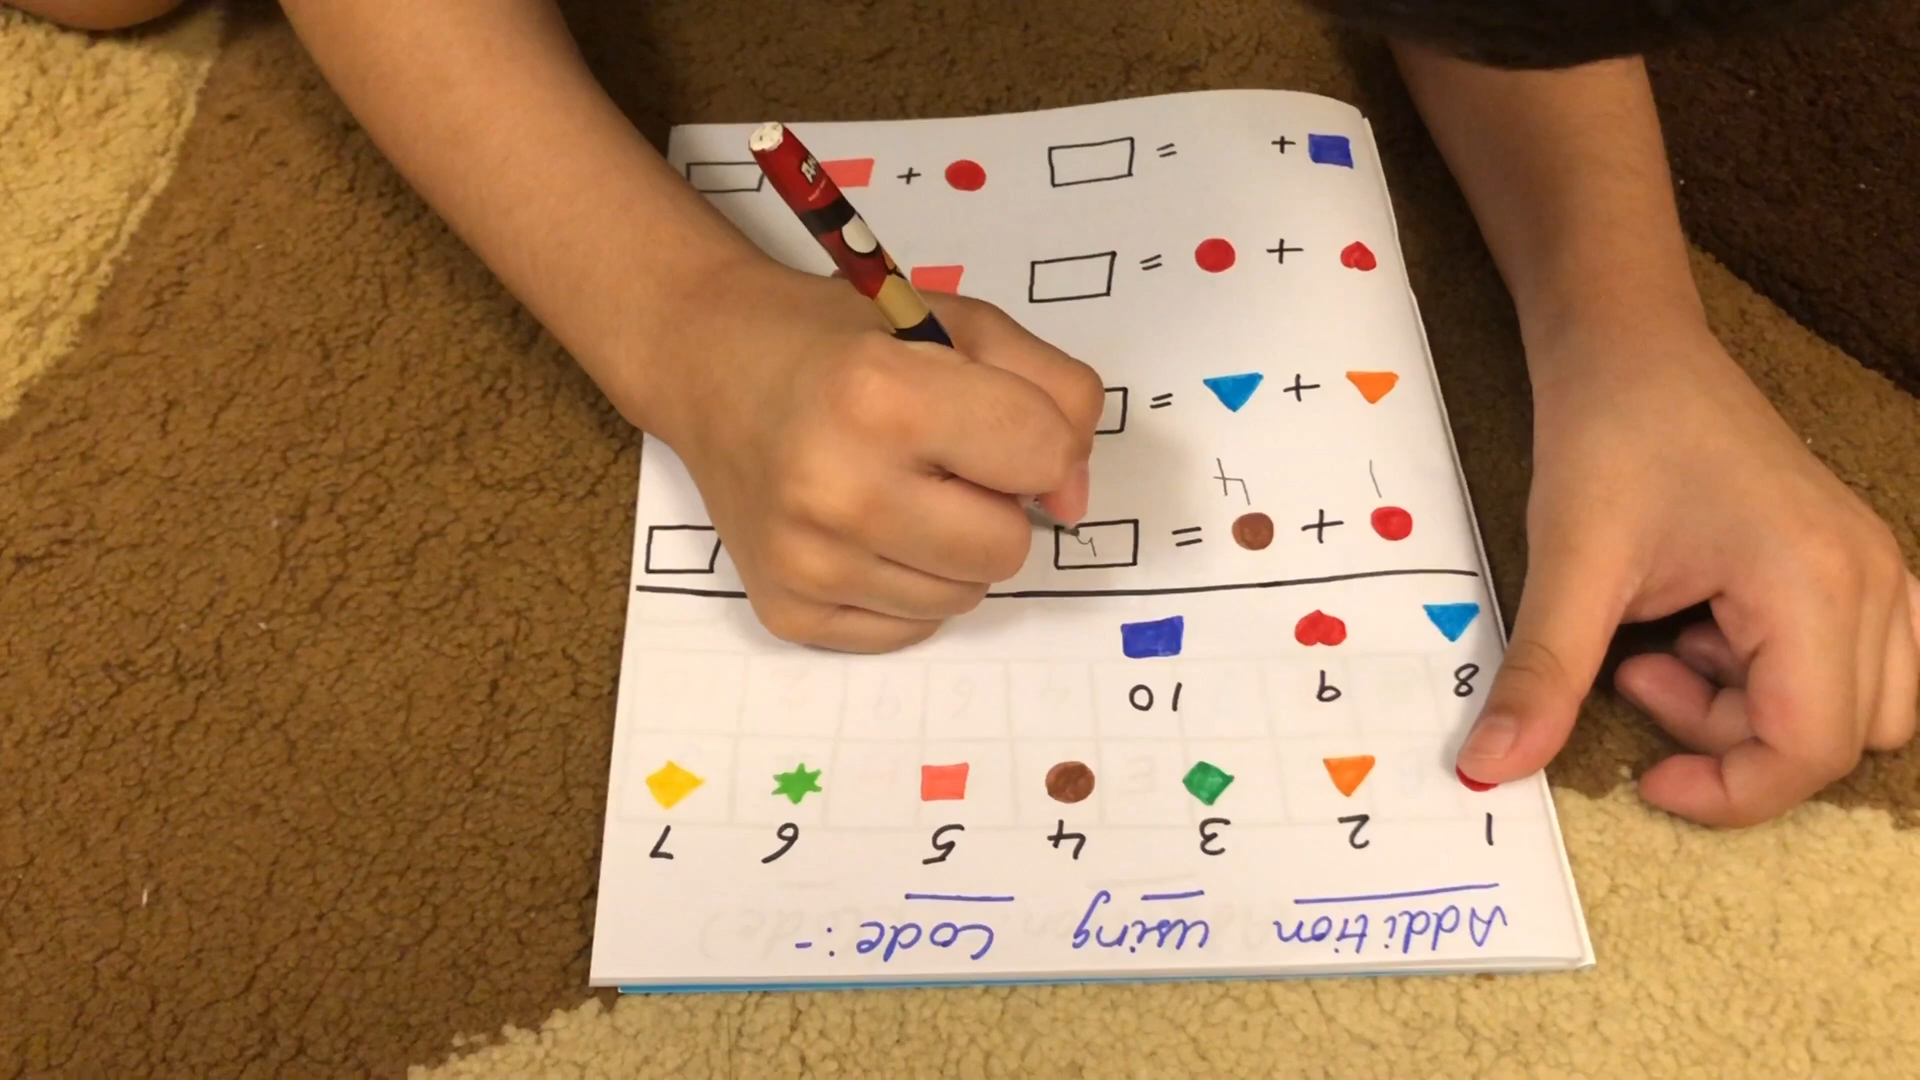 Addition using Code:-
1 2 3 4 5 6 7
8 9 10
+ =
1 4
+ =
+ =
+ = +